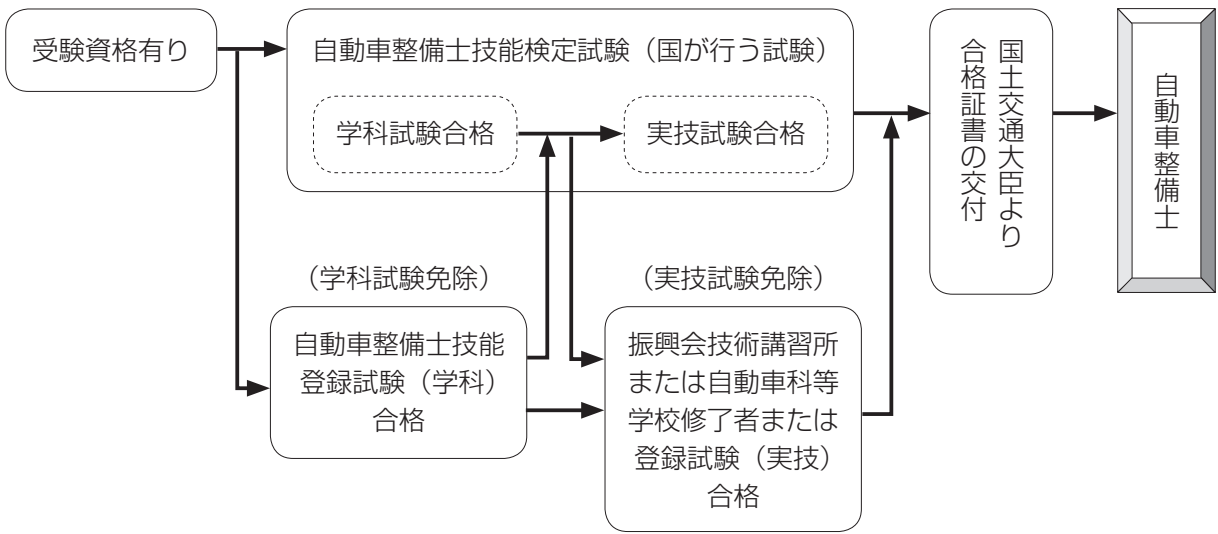 受験資格有り
自動車整備士技能検定試験（国が行う試験）
学科試験合格
実技試験合格
（学科試験免除）
自動車整備士技能
登録試験（学科）
合格
（実技試験免除）
振興会技術講習所
または自動車科等
学校修了者または
登録試験（実技）
合格
国土交通大臣より
合格証書の交付
自動車整備士